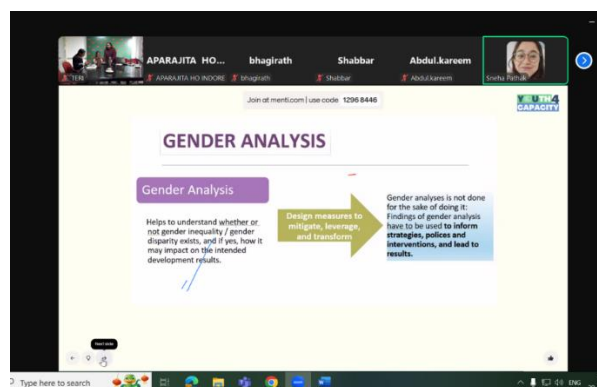 APARAJITA HO...
bhagirath
Shabbar
Abdul.kareem
TERI
APARAJITA HO INDORE
bhagirath
Shabbar
Abdul.kareem
Sneha Pathak
Join at menti.com | use code 1296 8446
Y UTH4
CAPACITY
GENDER ANALYSIS
Gender Analysis
Helps to understand whether or
not gender inequality / gender
disparity exists, and if yes, how it
may impact on the intended
development results.
Design measures to
mitigate, leverage,
and transform
Gender analyses is not done
for the sake of doing it:
Findings of gender analysis
have to be used to inform
strategies, polices and
interventions, and lead to
results.
Next slide
Type here to search
ENG